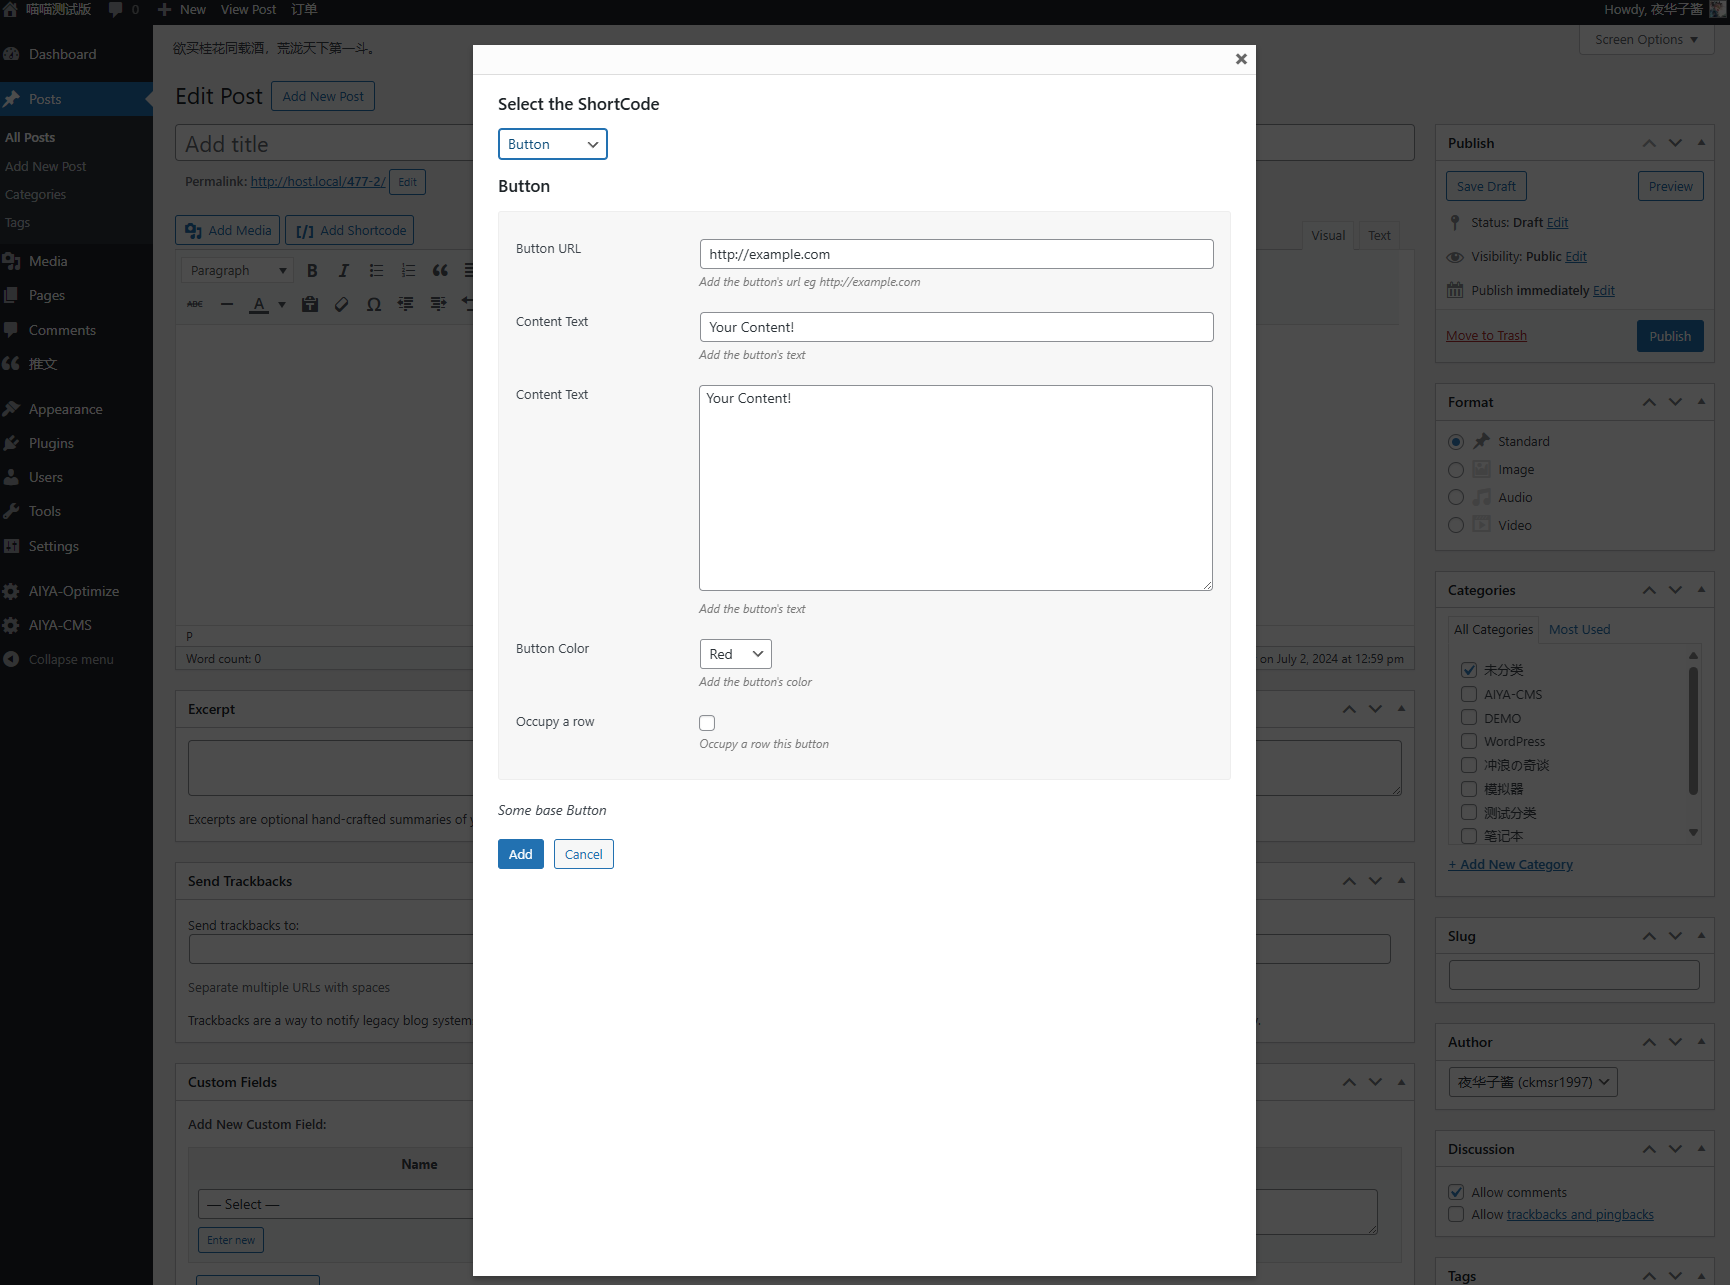 喵喵测试版 0 New View Post 订单 Howdy, 夜华子酱
Dashboard
Posts
All Posts
Add New Post
Categories
Tags
Media
Pages
Comments
推文
Appearance
Plugins
Users
Tools
Settings
AIYA-Optimize
AIYA-CMS
Collapse menu
欲买桂花同载酒，荒泷天下第一斗。
Screen Options
Edit Post Add New Post
Add title
Permalink: http://host.local/477-2/ Edit
Add Media Add Shortcode
Visual Text
Paragraph
P
Word count: 0
on July 2, 2024 at 12:59 pm
Excerpt
Excerpts are optional hand-crafted summaries of
Send Trackbacks
Send trackbacks to:
Separate multiple URLs with spaces
Trackbacks are a way to notify legacy blog system
Custom Fields
Add New Custom Field:
Name
— Select —
Enter new
Select the ShortCode
Button
Button
Button URL
http://example.com
Add the button's url eg http://example.com
Content Text
Your Content!
Add the button's text
Content Text
Your Content!
Add the button's text
Button Color
Red
Add the button's color
Occupy a row
Occupy a row this button
Some base Button
Add Cancel
Publish
Save Draft Preview
Status: Draft Edit
Visibility: Public Edit
Publish immediately Edit
Move to Trash Publish
Format
Standard
Image
Audio
Video
Categories
All Categories Most Used
未分类
AIYA-CMS
DEMO
WordPress
冲浪の奇谈
模拟器
测试分类
笔记本
+ Add New Category
Slug
Author
夜华子酱 (ckmsr1997)
Discussion
Allow comments
Allow trackbacks and pingbacks
Tags